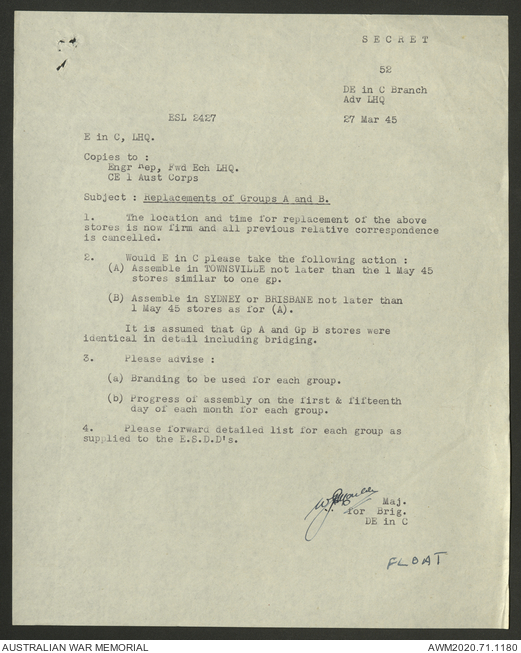 SECRET
52
DE in C Branch
Adv LHQ
ESL 2427
27 Mar 45
E in C, LHQ.
Copies to :
Engr Rep, Fwd Ech LHQ.
CE 1 Aust Corps
Subject : Replacements of Groups A and B.
1. The location and time for replacement of the above
stores is now firm and all previous relative correspondence
is cancelled.
2. Would E in C please take the following action :
(A) Assemble in TOWNSVILLE not later than the 1 May 45
stores similar to one gp.
(B) Assemble in SYDNEY or BRISBANE not later than
1 May 45 stores as for (A).
It is assumed that Gp A and Gp B stores were
identical in detail including bridging.
3. Please advise :
(a) Branding to be used for each group.
(b) Progress of assembly on the first & fifteenth
day of each month for each group.
4. Please forward detailed list for each group as
supplied to the E.S.D.D's.
Maj.
for Brig.
DE in C
FLOAT
AUSTRALIAN WAR MEMORIAL
AWM2020.71.1180